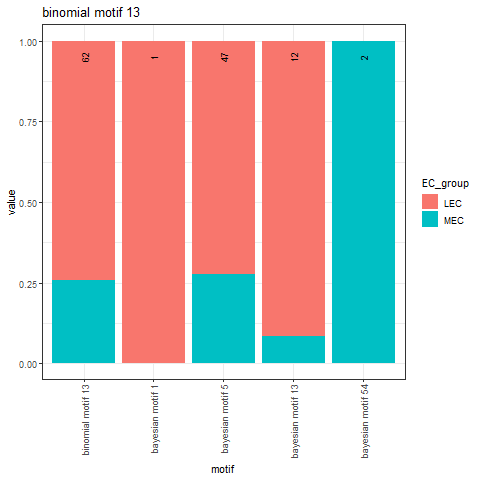 binomial motif 13
62
1
47
12
2
1.00
0.75
0.50
0.25
0.00
value
binomial motif 13
bayesian motif 1
bayesian motif 5
bayesian motif 13
bayesian motif 54
motif
EC_group
LEC
MEC